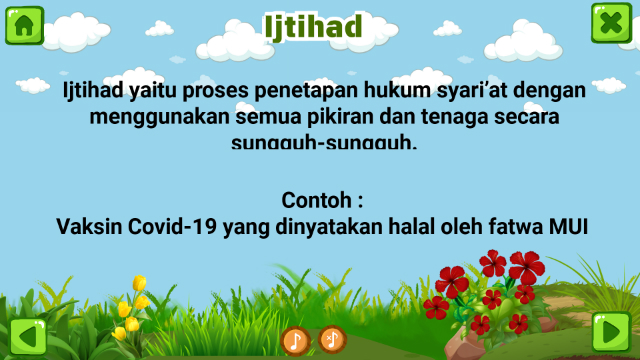 Ijtihad
Ijtihad yaitu proses penetapan hukum syari’at dengan
menggunakan semua pikiran dan tenaga secara
sungguh-sungguh.
Contoh :
Vaksin Covid-19 yang dinyatakan halal oleh fatwa MUI